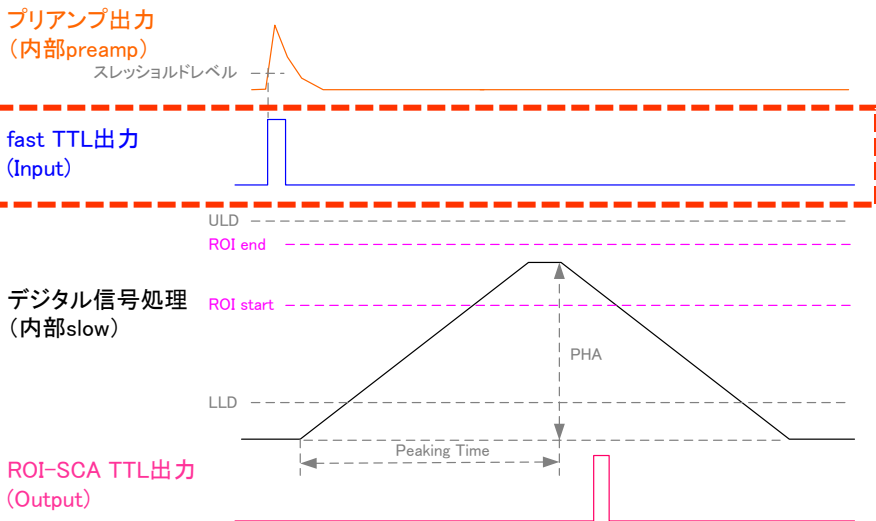 プリアンプ出力
（内部preamp）
スレッショルドレベル
fast TTL出力
(Input)
ULD
ROI end
デジタル信号処理
（内部slow）
ROI start
PHA
LLD
Peaking Time
ROI-SCA TTL出力
(Output)